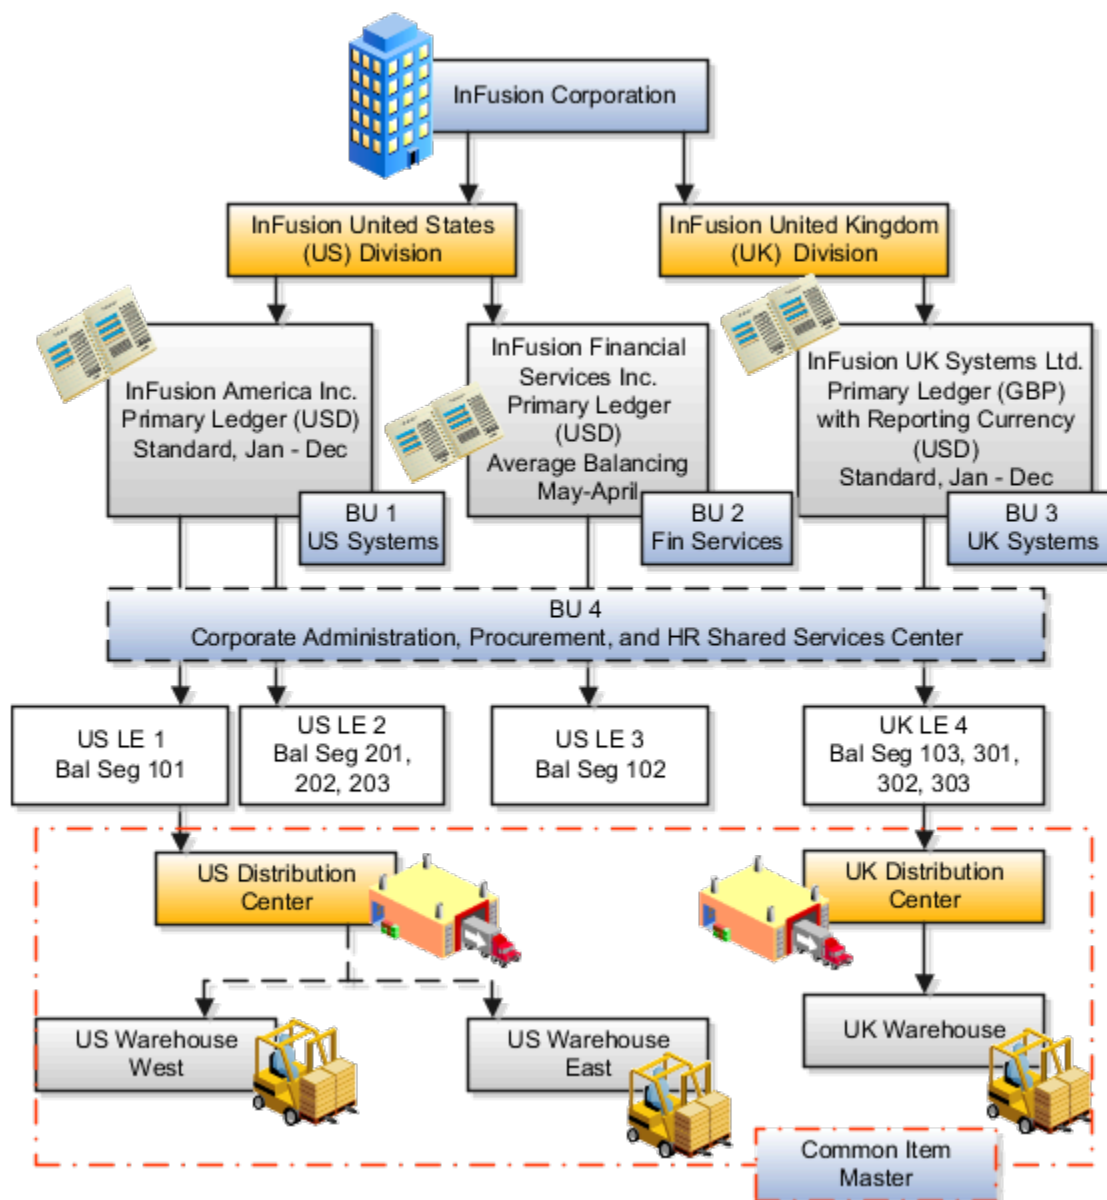 InFusion Corporation
InFusion United States
(US) Division
InFusion United Kingdom
(UK) Division
InFusion America Inc.
Primary Ledger (USD)
Standard, Jan - Dec
InFusion Financial
Services Inc.
Primary Ledger
(USD)
Average Balancing
May-April
InFusion UK Systems Ltd.
Primary Ledger (GBP)
with Reporting Currency
(USD)
Standard, Jan - Dec
BU 1
US Systems
BU 2
Fin Services
BU 3
UK Systems
BU 4
Corporate Administration, Procurement, and HR Shared Services Center
US LE 1
Bal Seg 101
US LE 2
Bal Seg 201,
202, 203
US LE 3
Bal Seg 102
UK LE 4
Bal Seg 103, 301,
302, 303
US Distribution
Center
UK Distribution
Center
US Warehouse
West
US Warehouse
East
UK Warehouse
Common Item
Master